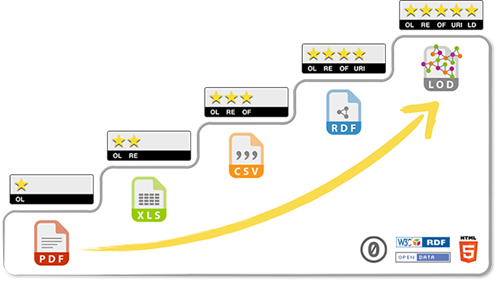 OL RE OF URI LD
LOD
OL RE OF URI
RDF
OL RE OF
CSV
OL RE
XLS
OL
PDF
0
W3C RDF
OPEN DATA
HTML
5